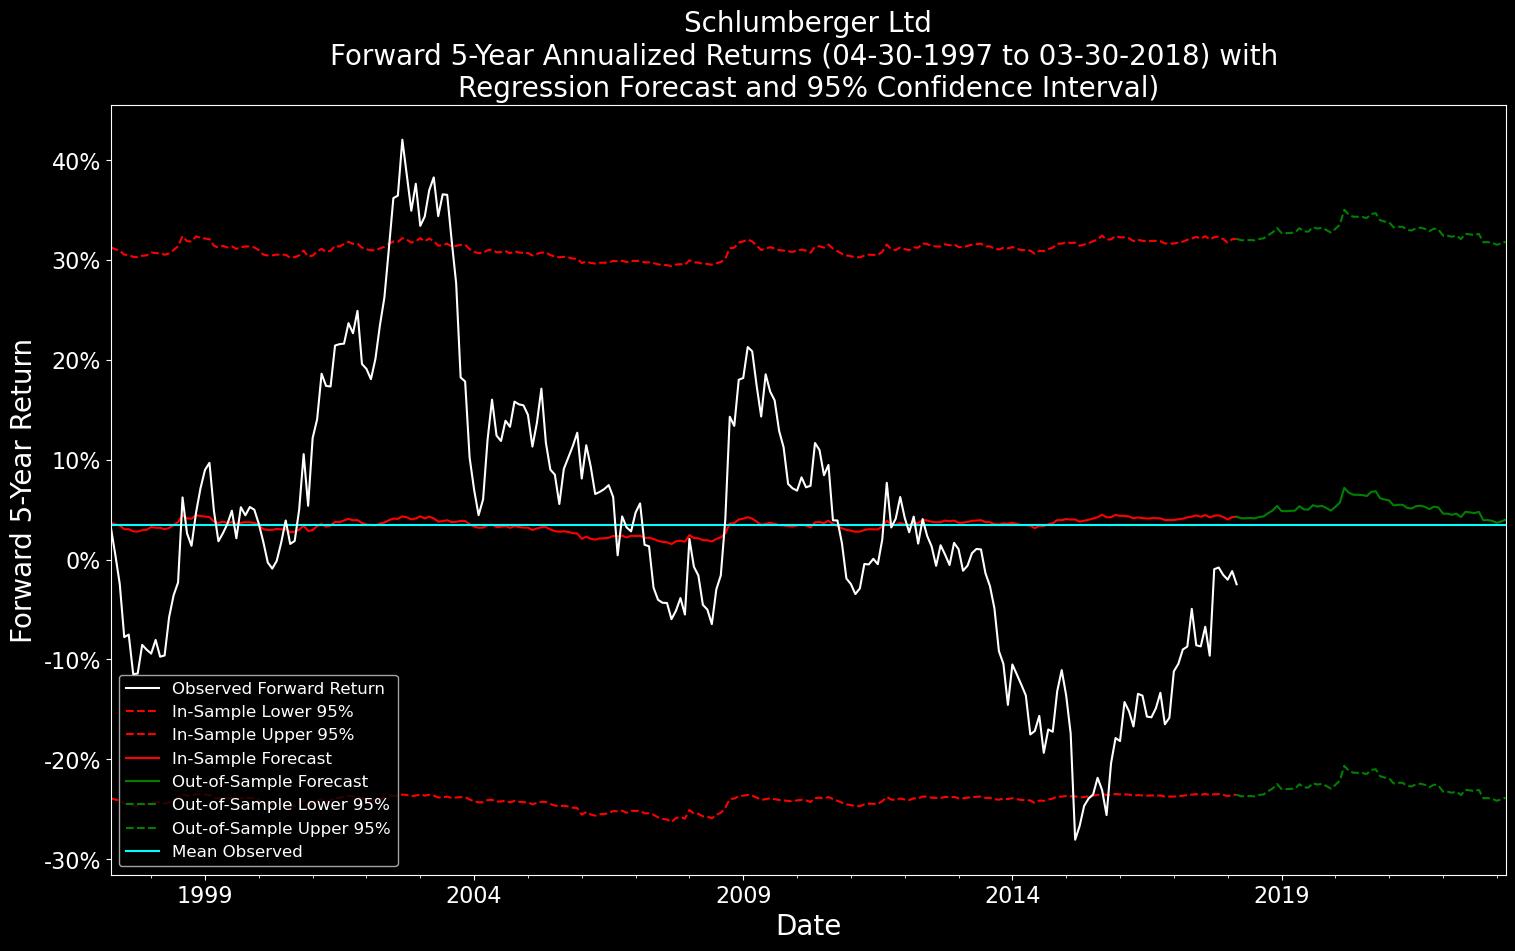 Schlumberger Ltd
Forward 5-Year Annualized Returns (04-30-1997 to 03-30-2018) with
Regression Forecast and 95% Confidence Interval)
Forward 5-Year Return
40%
30%
20%
10%
0%
-10%
-20%
-30%
Observed Forward Return
In-Sample Lower 95%
In-Sample Upper 95%
In-Sample Forecast
Out-of-Sample Forecast
Out-of-Sample Lower 95%
Out-of-Sample Upper 95%
Mean Observed
1999 2004 2009 2014 2019
Date